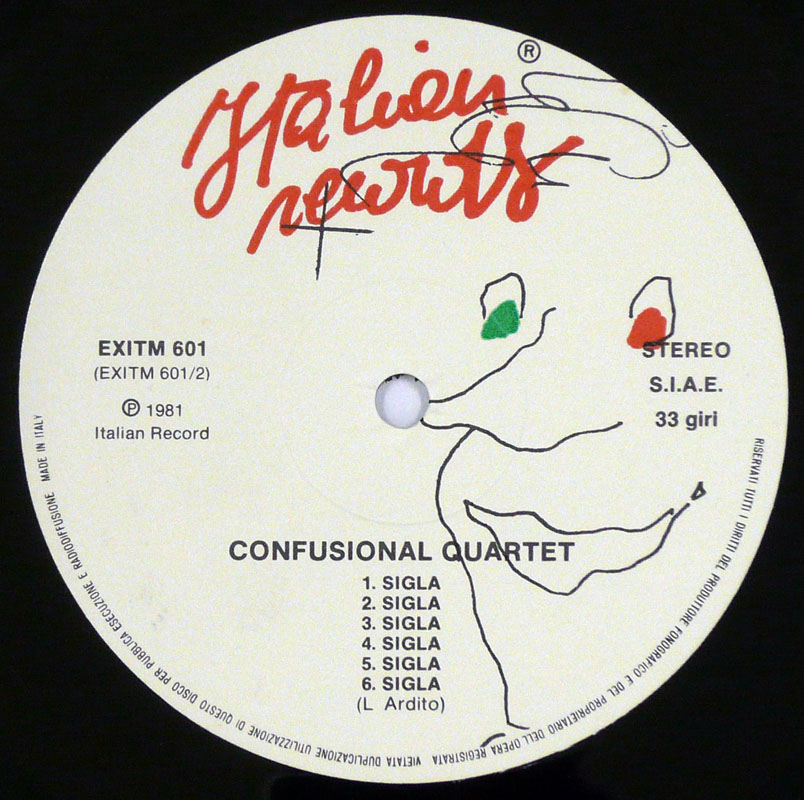 Italian ®
records
EXITM 601
(EXITM 601/2)
℗ 1981
Italian Record
STEREO
S.I.A.E.
33 giri
CONFUSIONAL QUARTET
1. SIGLA
2. SIGLA
3. SIGLA
4. SIGLA
5. SIGLA
6. SIGLA
(L Ardito)
RISERVATI TUTTI I DIRITTI DEL PRODUTTORE FONOGRAFICO E DEL PROPRIETARIO DELL OPERA REGISTRATA VIETATA DUPLICAZIONE UTILIZZAZIONE DI QUESTO DISCO PER PUBBLICA ESECUZIONE E RADIODIFFUSIONE MADE IN ITALY